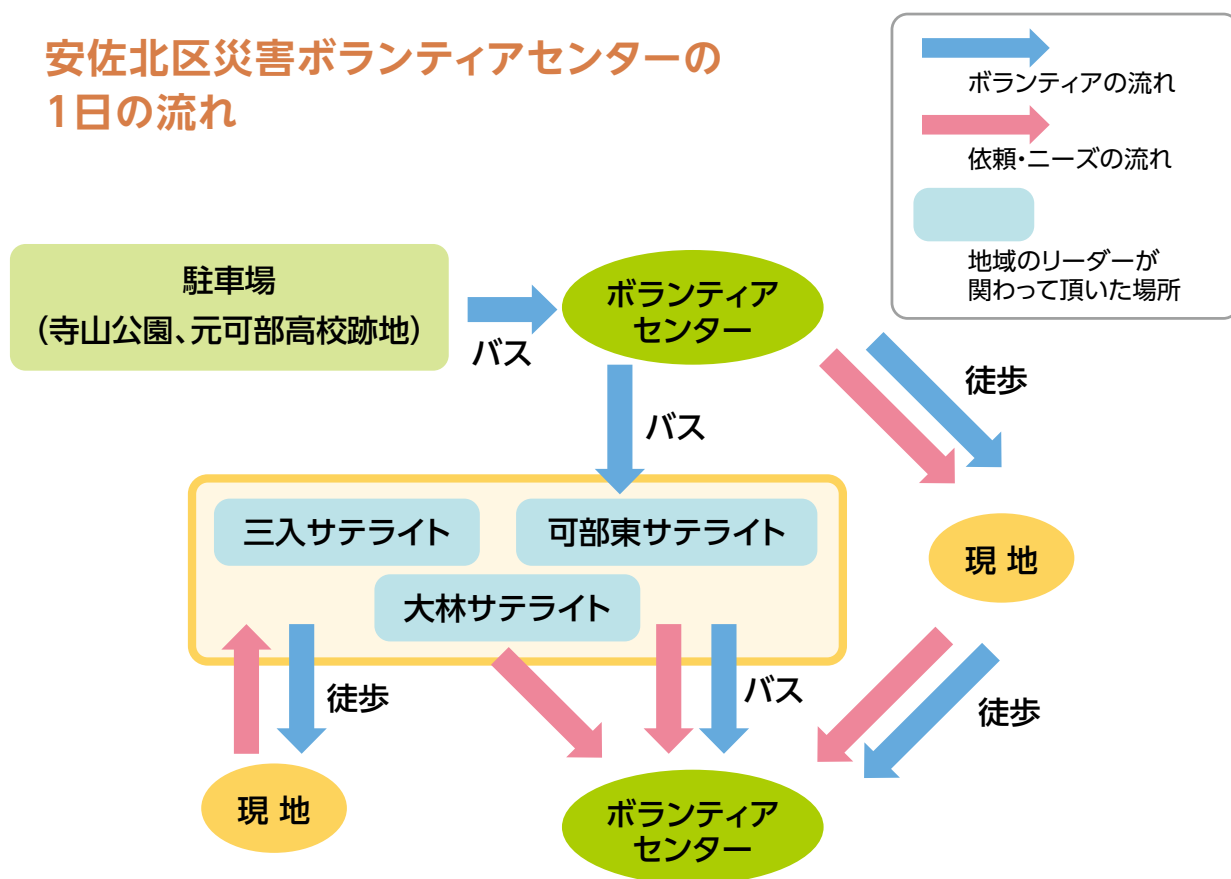 安佐北区災害ボランティアセンターの
1日の流れ
ボランティアの流れ
依頼・ニーズの流れ
地域のリーダーが
関わって頂いた場所
駐車場
（寺山公園、元可部高校跡地）
バス
ボランティア
センター
徒歩
バス
三入サテライト
可部東サテライト
大林サテライト
現 地
徒歩
バス
徒歩
現 地
ボランティア
センター